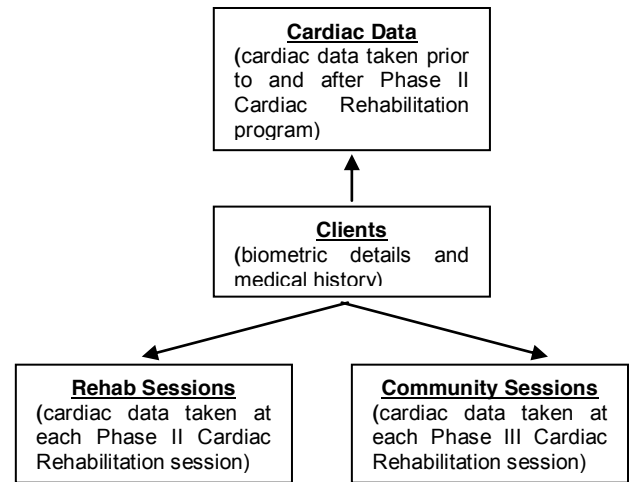 Cardiac Data
(cardiac data taken prior
to and after Phase II
Cardiac Rehabilitation
program)
Clients
(biometric details and
medical history)
Rehab Sessions
(cardiac data taken at
each Phase II Cardiac
Rehabilitation session)
Community Sessions
(cardiac data taken at
each Phase III Cardiac
Rehabilitation session)